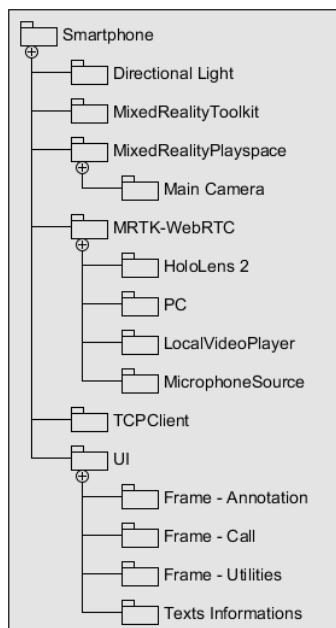 Smartphone
Directional Light
MixedRealityToolkit
MixedRealityPlayspace
Main Camera
MRTK-WebRTC
HoloLens 2
PC
LocalVideoPlayer
MicrophoneSource
TCPClient
UI
Frame - Annotation
Frame - Call
Frame - Utilities
Texts Informations